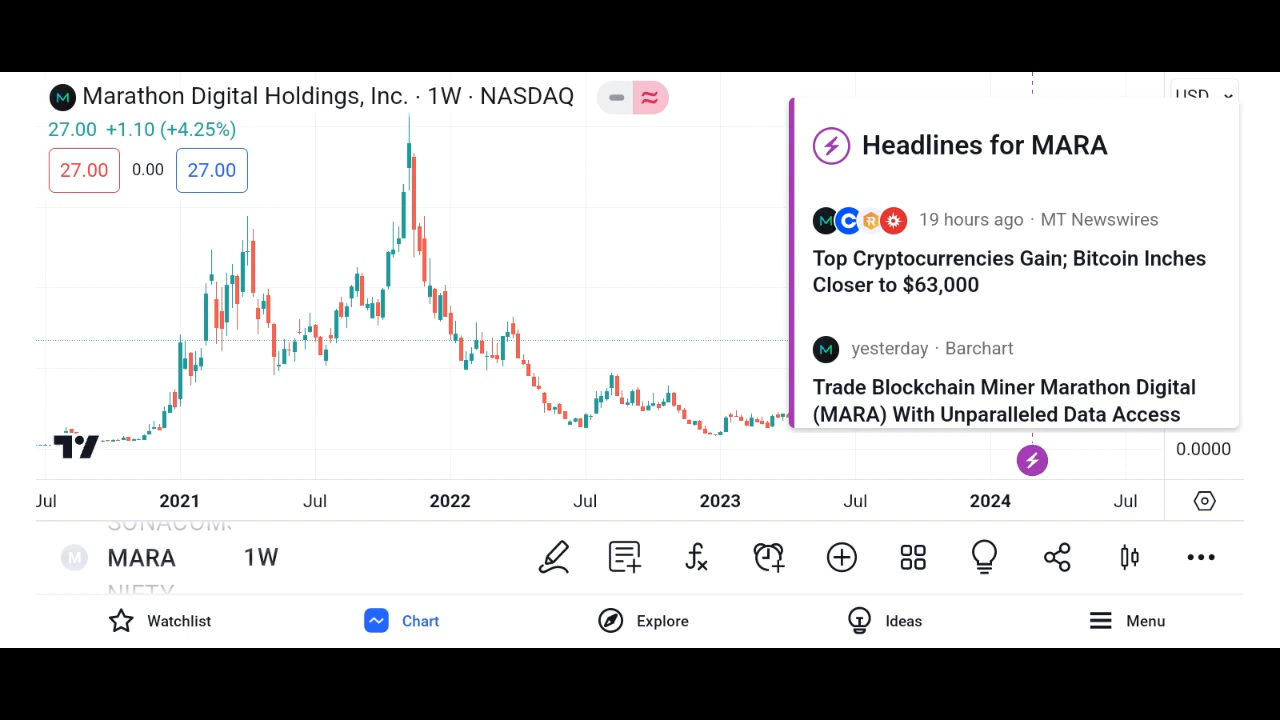 Marathon Digital Holdings, Inc. · 1W · NASDAQ
27.00 +1.10 (+4.25%)
27.00 0.00 27.00
USD
Headlines for MARA
19 hours ago · MT Newswires
Top Cryptocurrencies Gain; Bitcoin Inches
Closer to $63,000
yesterday · Barchart
Trade Blockchain Miner Marathon Digital
(MARA) With Unparalleled Data Access
0.0000
Jul 2021 Jul 2022 Jul 2023 Jul 2024 Jul
M MARA 1W
NIFTY
Watchlist Chart Explore Ideas Menu